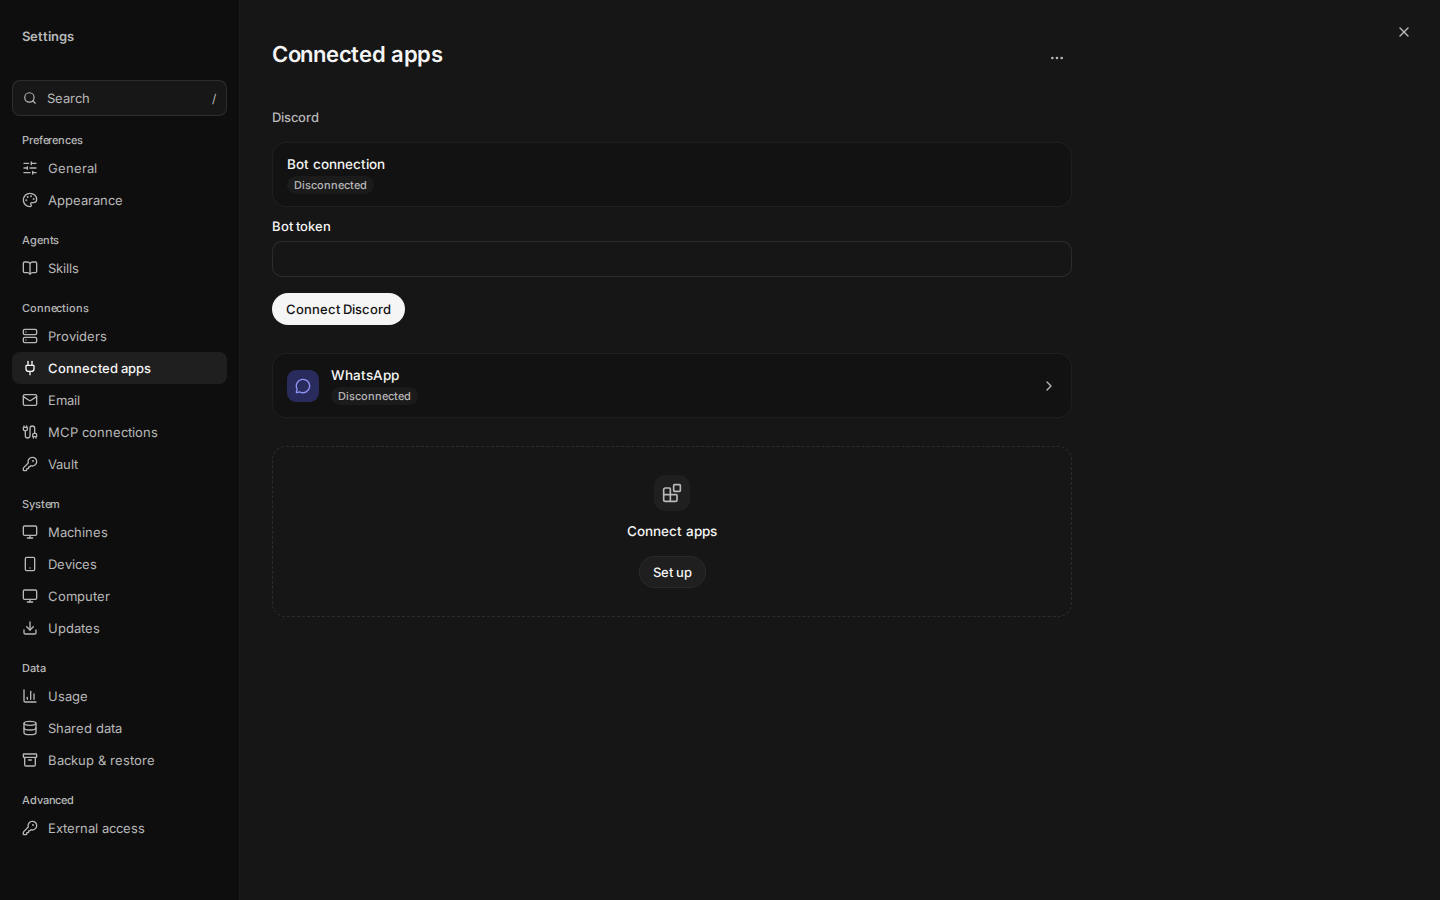 Settings
Search /
Preferences
General
Appearance
Agents
Skills
Connections
Providers
Connected apps
Email
MCP connections
Vault
System
Machines
Devices
Computer
Updates
Data
Usage
Shared data
Backup & restore
Advanced
External access
Connected apps
Discord
Bot connection
Disconnected
Bot token
Connect Discord
WhatsApp
Disconnected
Connect apps
Set up